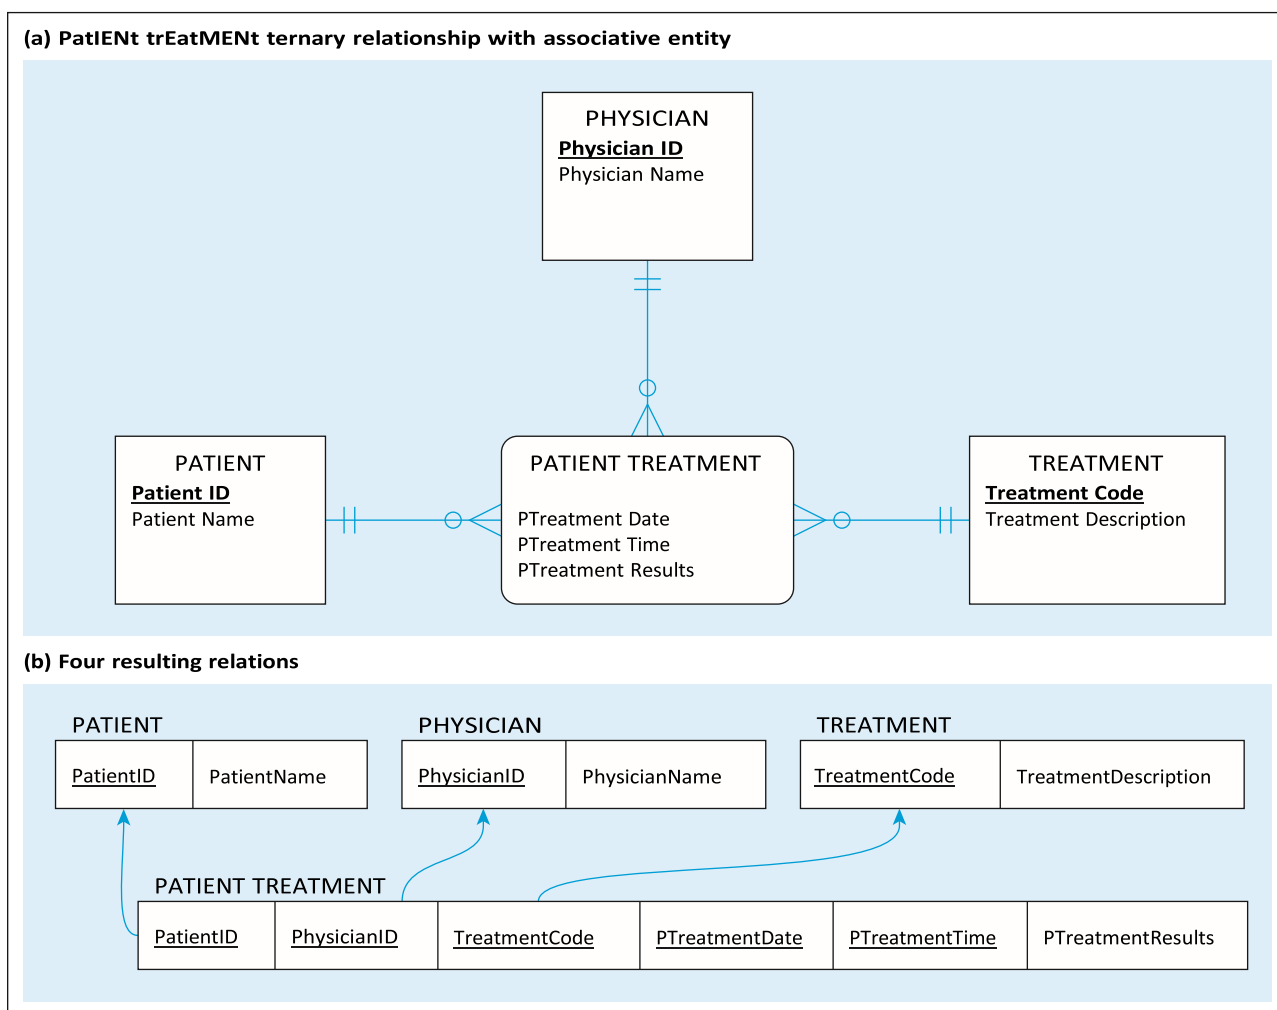 (a) PatIENt trEatMENt ternary relationship with associative entity
PHYSICIAN
Physician ID
Physician Name
PATIENT
Patient ID
Patient Name
PATIENT TREATMENT
PTreatment Date
PTreatment Time
PTreatment Results
TREATMENT
Treatment Code
Treatment Description
(b) Four resulting relations
PATIENT
PatientID
PatientName
PHYSICIAN
PhysicianID
PhysicianName
TREATMENT
TreatmentCode
TreatmentDescription
PATIENT TREATMENT
PatientID
PhysicianID
TreatmentCode
PTreatmentDate
PTreatmentTime
PTreatmentResults